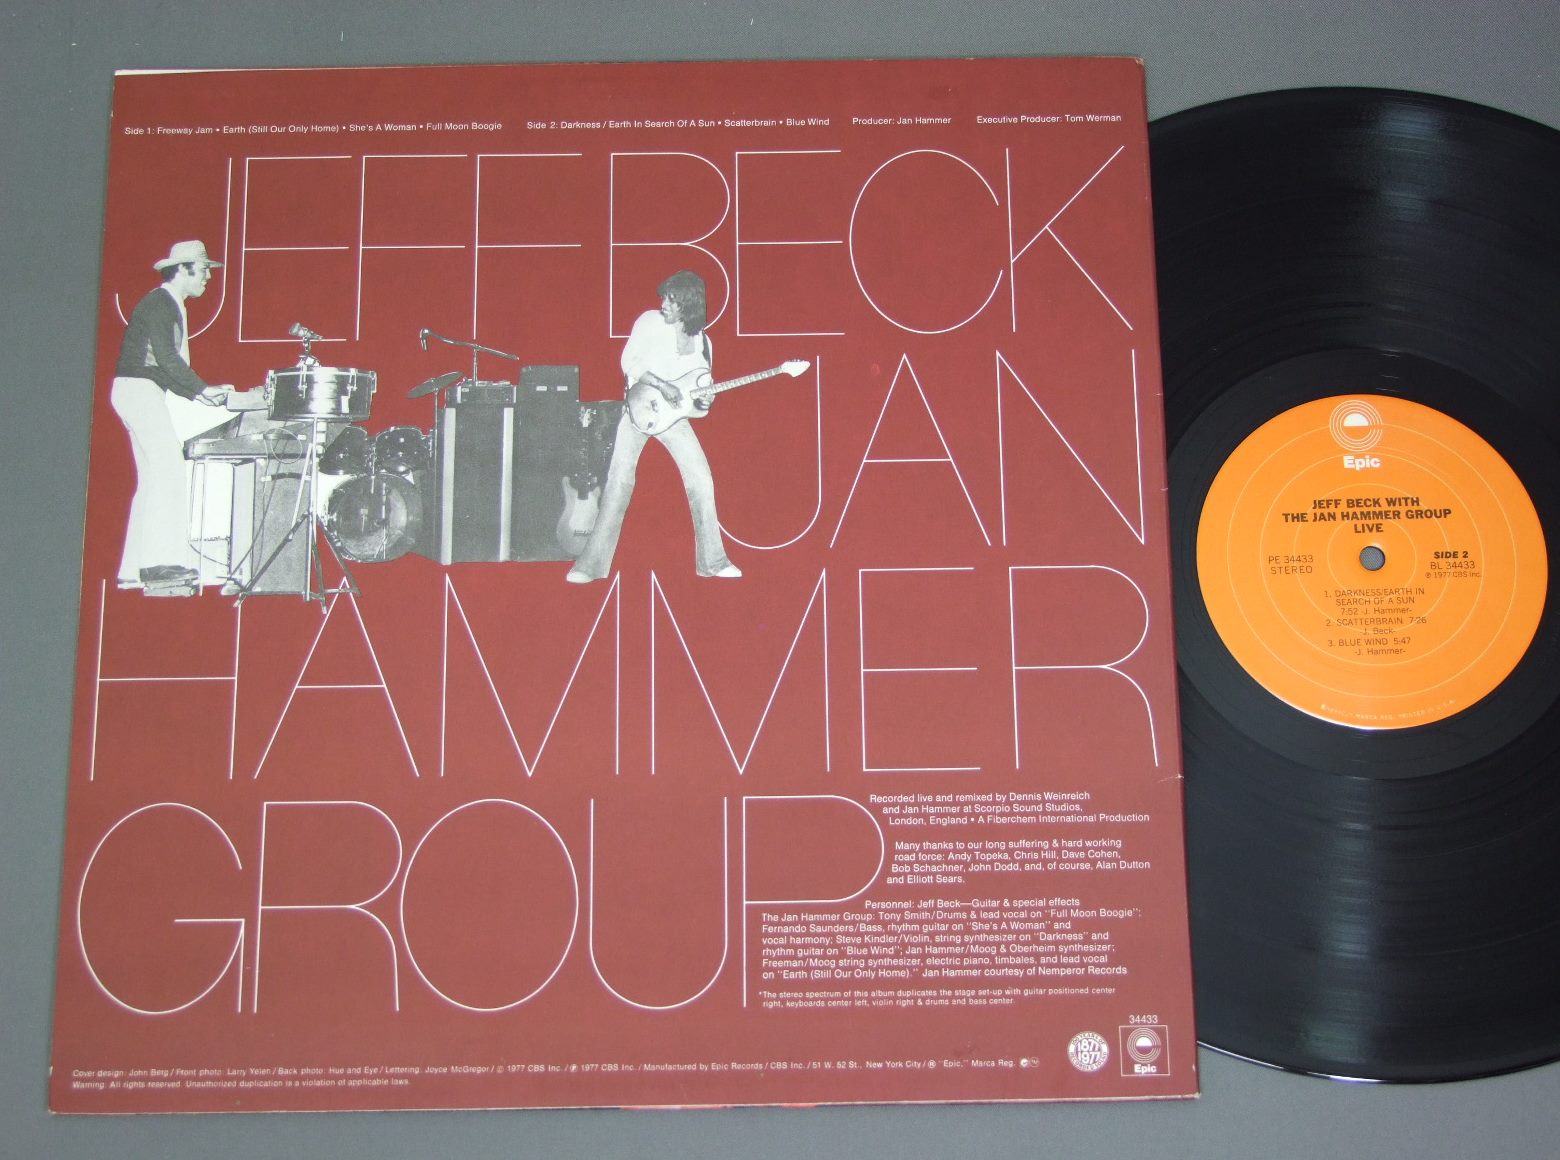 Side 1: Freeway Jam • Earth (Still Our Only Home) • She's A Woman • Full Moon Boogie Side 2: Darkness / Earth In Search Of A Sun • Scatterbrain • Blue Wind Producer: Jan Hammer Executive Producer: Tom Werman
JEFF BECK
JAN
HAMMER
GROUP
Recorded live and remixed by Dennis Weinreich
and Jan Hammer at Scorpio Sound Studios,
London, England • A Fiberchem International Production
Many thanks to our long suffering & hard working
road force: Andy Topeka, Chris Hill, Dave Cohen,
Bob Schachner, John Dodd, and, of course, Alan Dutton
and Elliott Sears.
Personnel: Jeff Beck—Guitar & special effects
The Jan Hammer Group: Tony Smith/Drums & lead vocal on "Full Moon Boogie";
Fernando Saunders/Bass, rhythm guitar on "She's A Woman" and
vocal harmony; Steve Kindler/Violin, string synthesizer on "Darkness" and
rhythm guitar on "Blue Wind"; Jan Hammer/Moog & Oberheim synthesizer;
Freeman/Moog string synthesizer, electric piano, timbales, and lead vocal
on "Earth (Still Our Only Home)." Jan Hammer courtesy of Nemperor Records
*The stereo spectrum of this album duplicates the stage set-up with guitar positioned center
right, keyboards center left, violin right & drums and bass center.
34433
1877
1977
Epic
Cover design: John Berg / Front photo: Larry Yelen / Back photo: Hue and Eye / Lettering: Joyce McGregor / © 1977 CBS Inc. / ℗ 1977 CBS Inc. / Manufactured by Epic Records / CBS Inc. / 51 W. 52 St., New York City / ® "Epic," Marca Reg.
Warning: All rights reserved. Unauthorized duplication is a violation of applicable laws.
Epic
JEFF BECK WITH
THE JAN HAMMER GROUP
LIVE
PE 34433
STEREO
SIDE 2
BL 34433
℗ 1977 CBS Inc.
1. DARKNESS/EARTH IN
SEARCH OF A SUN
7:52 -J. Hammer-
2. SCATTERBRAIN 7:26
-J. Beck-
3. BLUE WIND 5:47
-J. Hammer-
MARCA REG. PRINTED IN U.S.A.